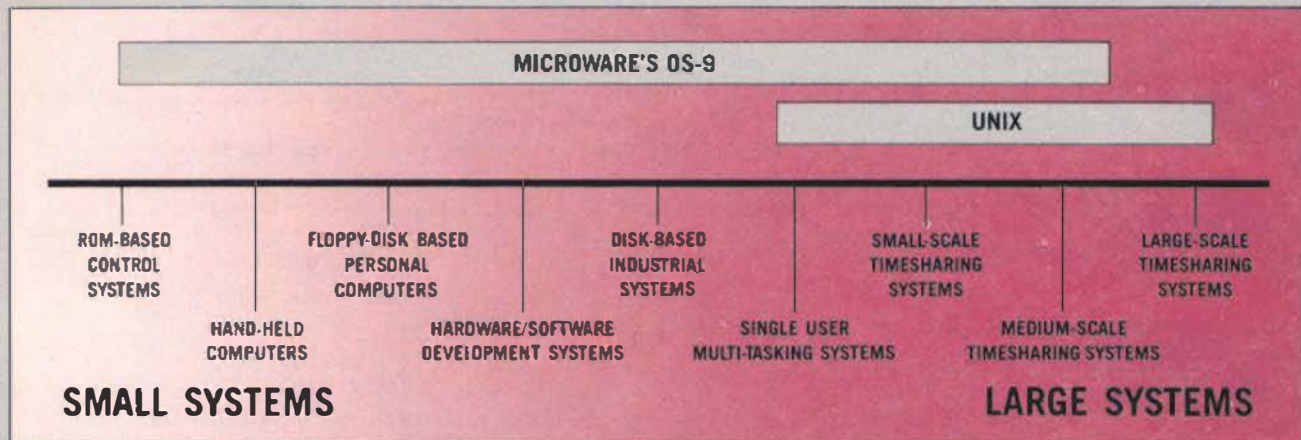 MICROWARE'S OS-9
UNIX
ROM-BASED
CONTROL
SYSTEMS
HAND-HELD
COMPUTERS
FLOPPY-DISK BASED
PERSONAL
COMPUTERS
HARDWARE/SOFTWARE
DEVELOPMENT SYSTEMS
DISK-BASED
INDUSTRIAL
SYSTEMS
SINGLE USER
MULTI-TASKING SYSTEMS
SMALL-SCALE
TIMESHARING
SYSTEMS
MEDIUM-SCALE
TIMESHARING SYSTEMS
LARGE-SCALE
TIMESHARING
SYSTEMS
SMALL SYSTEMS
LARGE SYSTEMS